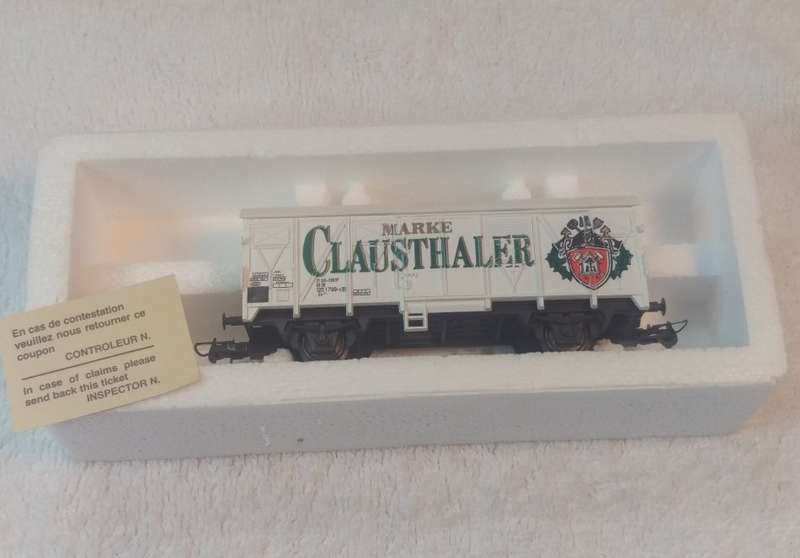 MARKE
CLAUSTHALER
En cas de contestation
veuillez nous retourner ce
coupon CONTROLEUR N.
In case of claims please
send back this ticket
INSPECTOR N.